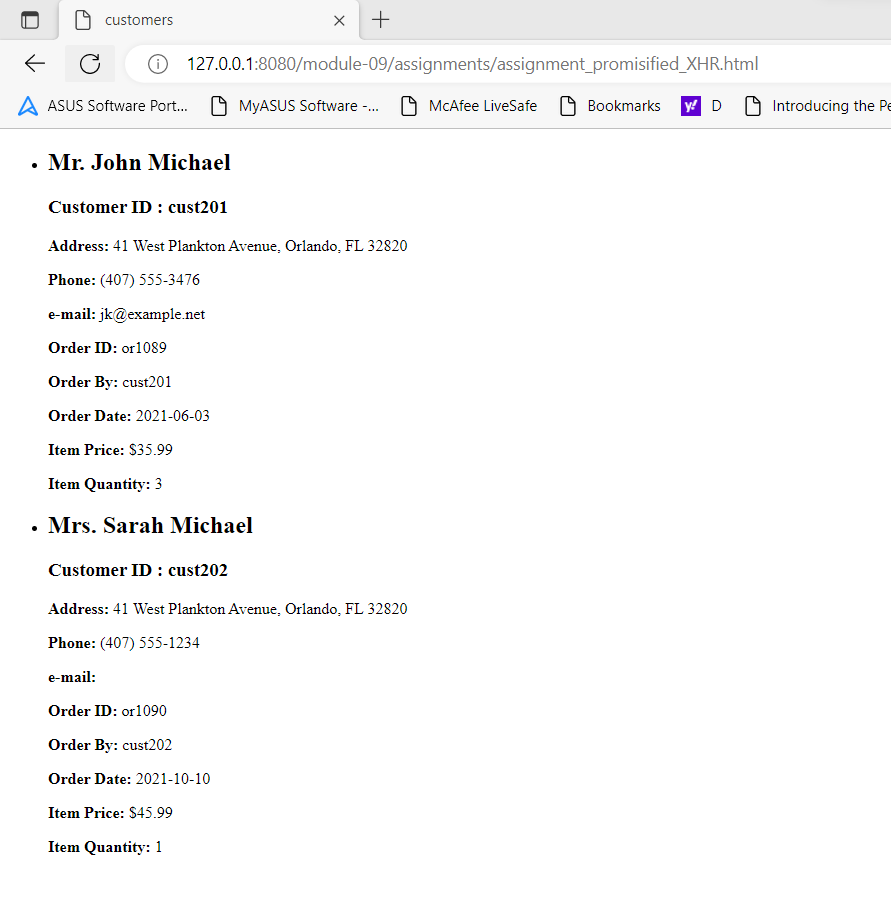 customers
127.0.0.1:8080/module-09/assignments/assignment_promisified_XHR.html
ASUS Software Port... MyASUS Software -... McAfee LiveSafe Bookmarks y! D Introducing the Pe
Mr. John Michael
Customer ID : cust201
Address: 41 West Plankton Avenue, Orlando, FL 32820
Phone: (407) 555-3476
e-mail: jk@example.net
Order ID: or1089
Order By: cust201
Order Date: 2021-06-03
Item Price: $35.99
Item Quantity: 3
Mrs. Sarah Michael
Customer ID : cust202
Address: 41 West Plankton Avenue, Orlando, FL 32820
Phone: (407) 555-1234
e-mail:
Order ID: or1090
Order By: cust202
Order Date: 2021-10-10
Item Price: $45.99
Item Quantity: 1